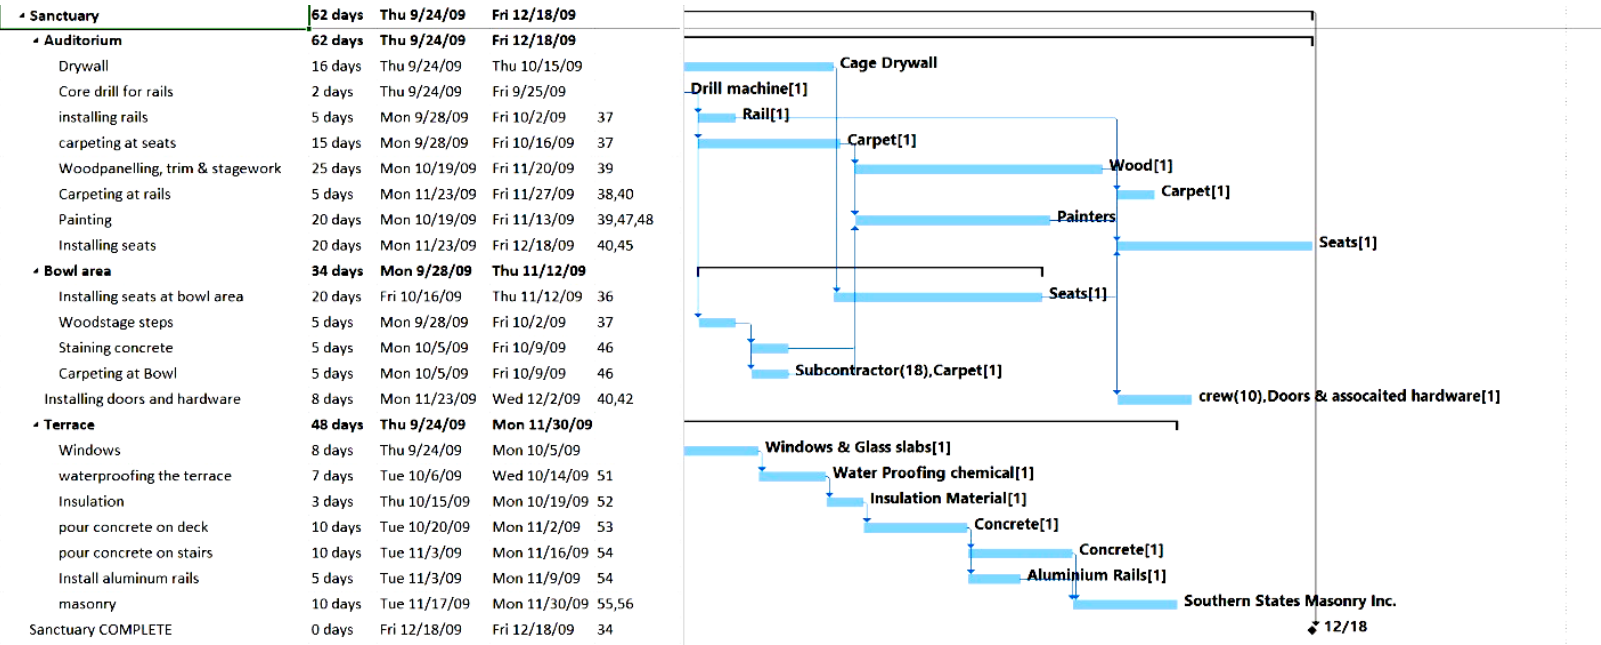 Sanctuary 62 days Thu 9/24/09 Fri 12/18/09
Auditorium 62 days Thu 9/24/09 Fri 12/18/09
Drywall 16 days Thu 9/24/09 Thu 10/15/09 Cage Drywall
Core drill for rails 2 days Thu 9/24/09 Fri 9/25/09 Drill machine[1]
installing rails 5 days Mon 9/28/09 Fri 10/2/09 37 Rail[1]
carpeting at seats 15 days Mon 9/28/09 Fri 10/16/09 37 Carpet[1]
Woodpanelling, trim & stagework 25 days Mon 10/19/09 Fri 11/20/09 39 Wood[1]
Carpeting at rails 5 days Mon 11/23/09 Fri 11/27/09 38,40 Carpet[1]
Painting 20 days Mon 10/19/09 Fri 11/13/09 39,47,48 Painters
Installing seats 20 days Mon 11/23/09 Fri 12/18/09 40,45 Seats[1]
Bowl area 34 days Mon 9/28/09 Thu 11/12/09
Installing seats at bowl area 20 days Fri 10/16/09 Thu 11/12/09 36 Seats[1]
Woodstage steps 5 days Mon 9/28/09 Fri 10/2/09 37
Staining concrete 5 days Mon 10/5/09 Fri 10/9/09 46
Carpeting at Bowl 5 days Mon 10/5/09 Fri 10/9/09 46 Subcontractor(18),Carpet[1]
Installing doors and hardware 8 days Mon 11/23/09 Wed 12/2/09 40,42 crew(10),Doors & assocaited hardware[1]
Terrace 48 days Thu 9/24/09 Mon 11/30/09
Windows 8 days Thu 9/24/09 Mon 10/5/09 Windows & Glass slabs[1]
waterproofing the terrace 7 days Tue 10/6/09 Wed 10/14/09 51 Water Proofing chemical[1]
Insulation 3 days Thu 10/15/09 Mon 10/19/09 52 Insulation Material[1]
pour concrete on deck 10 days Tue 10/20/09 Mon 11/2/09 53 Concrete[1]
pour concrete on stairs 10 days Tue 11/3/09 Mon 11/16/09 54 Concrete[1]
Install aluminum rails 5 days Tue 11/3/09 Mon 11/9/09 54 Aluminium Rails[1]
masonry 10 days Tue 11/17/09 Mon 11/30/09 55,56 Southern States Masonry Inc.
Sanctuary COMPLETE 0 days Fri 12/18/09 Fri 12/18/09 34 12/18